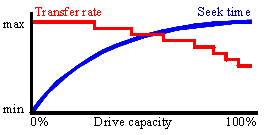 Transfer rate Seek time
max
min
0% Drive capacity 100%